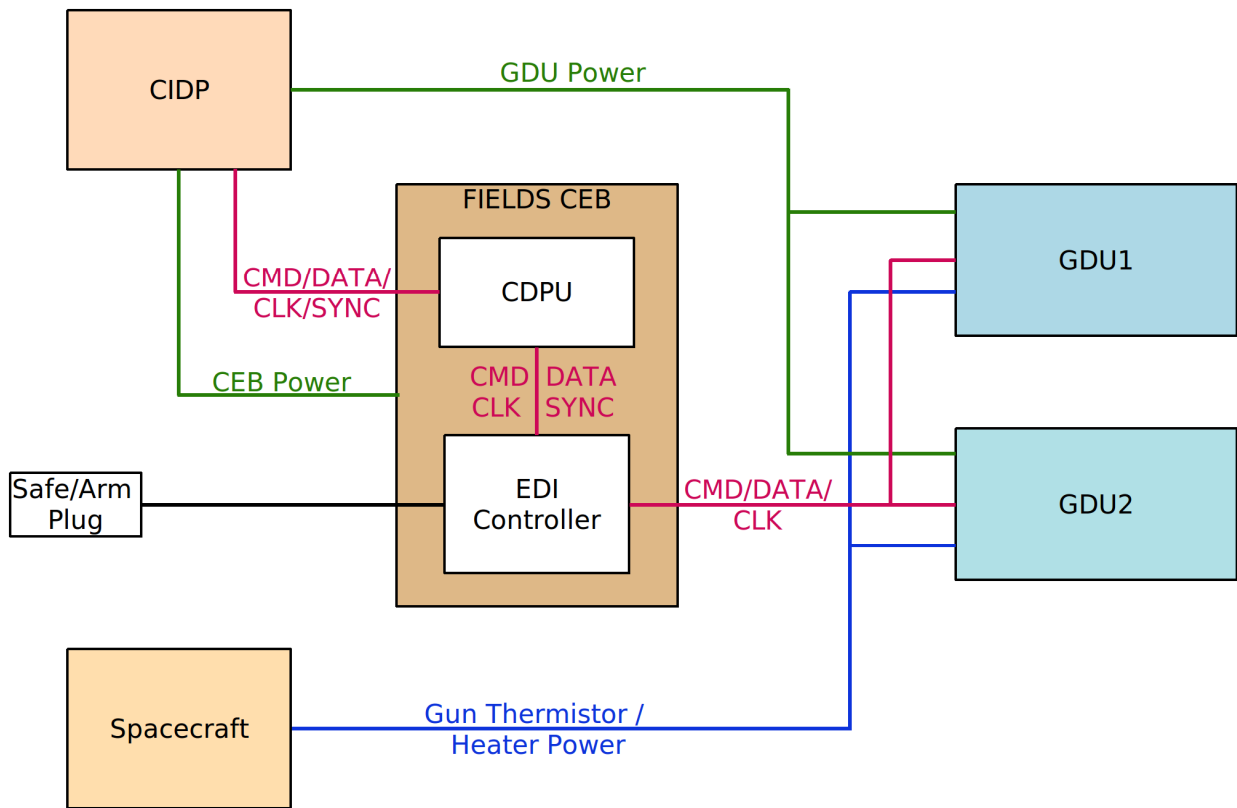 CIDP
GDU Power
FIELDS CEB
GDU1
CMD/DATA/
CLK/SYNC
CDPU
CEB Power
CMD DATA
CLK SYNC
Safe/Arm
Plug
EDI
Controller
CMD/DATA/
CLK
GDU2
Spacecraft
Gun Thermistor /
Heater Power